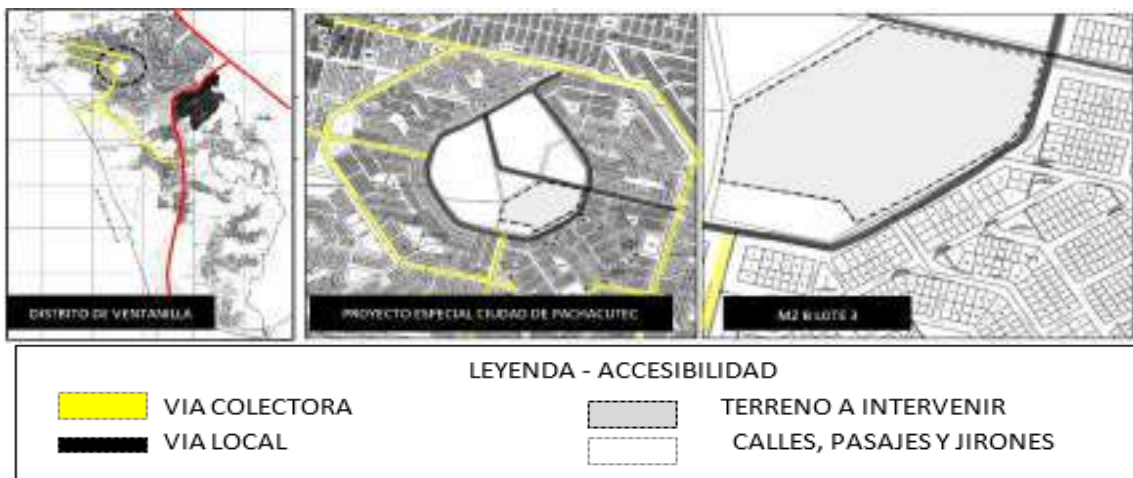 DISTRITO DE VENTANILLA
PROYECTO ESPECIAL CIUDAD DE PACHACUTEC
MZ B LOTE 3
LEYENDA - ACCESIBILIDAD
VIA COLECTORA
TERRENO A INTERVENIR
VIA LOCAL
CALLES, PASAJES Y JIRONES